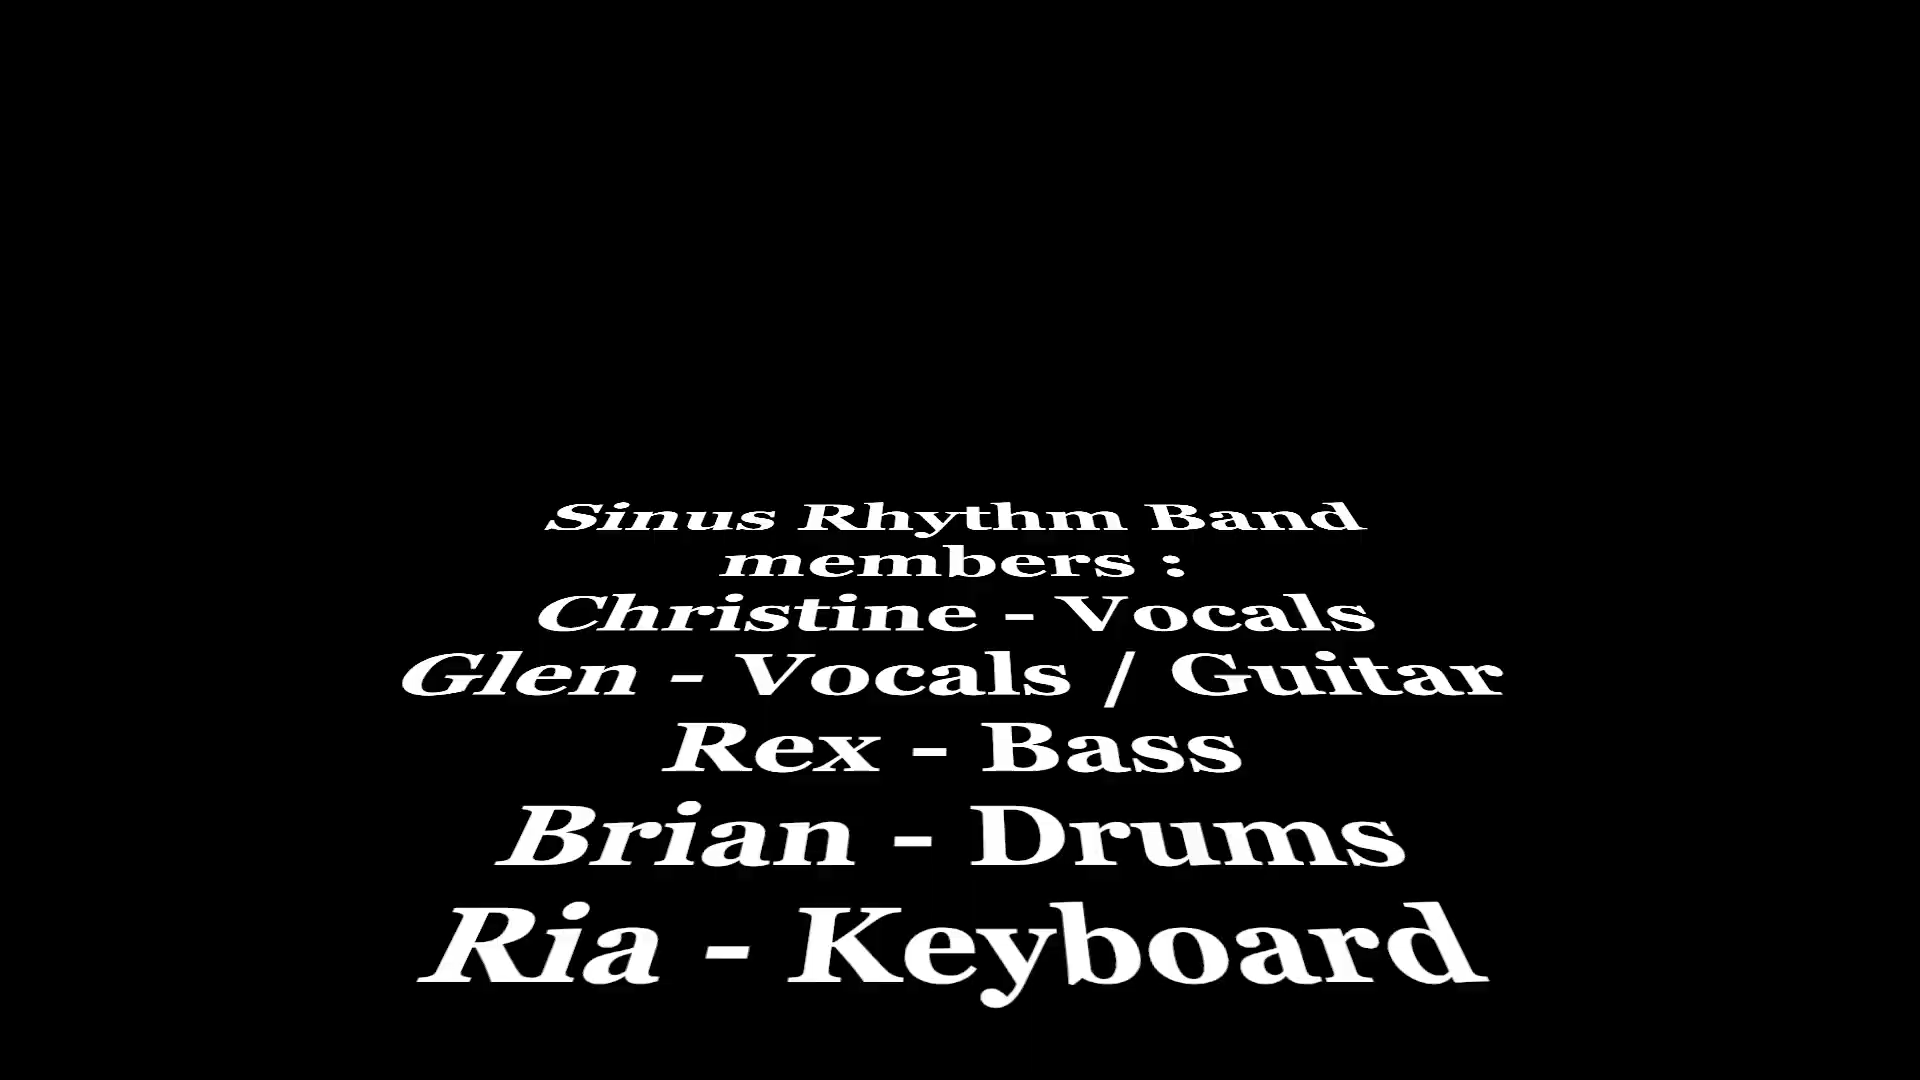 Sinus Rhythm Band
members :
Christine - Vocals
Glen - Vocals / Guitar
Rex - Bass
Brian - Drums
Ria - Keyboard